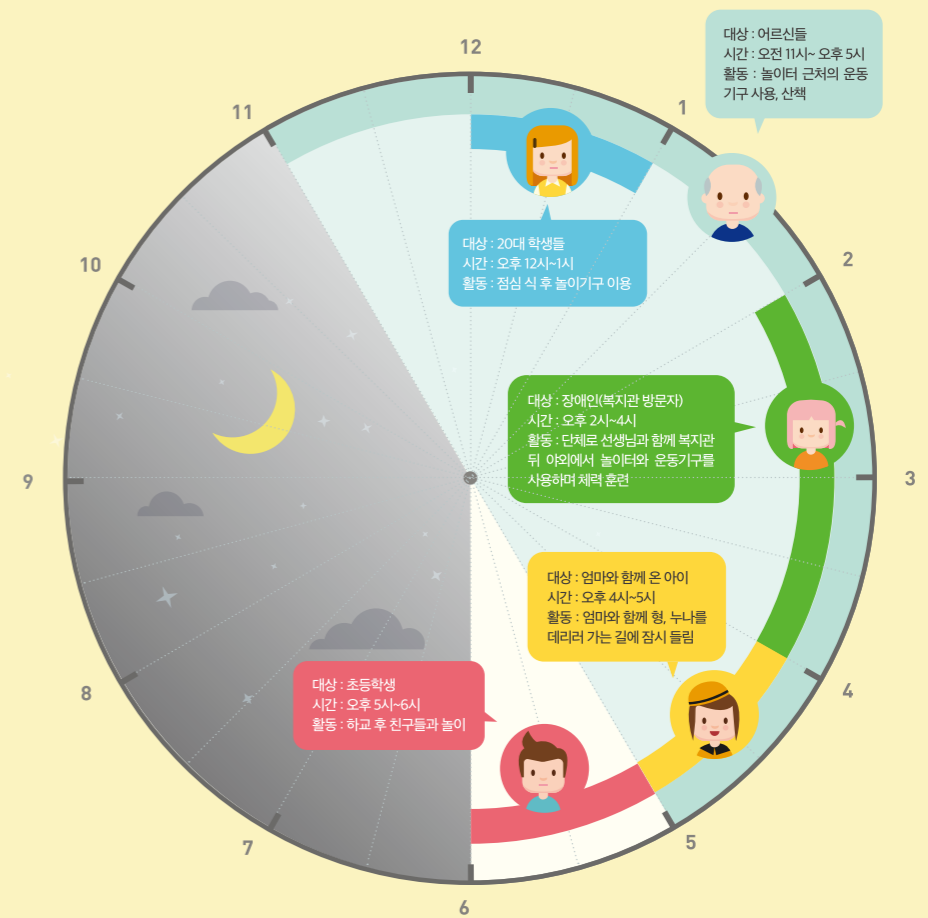 대상 : 어르신들
시간 : 오전 11시~ 오후 5시
활동 : 놀이터 근처의 운동
기구 사용, 산책
12
11
1
10
2
대상 : 20대 학생들
시간 : 오후 12시~1시
활동 : 점심 식 후 놀이기구 이용
대상 : 장애인(복지관 방문자)
시간 : 오후 2시~4시
활동 : 단체로 선생님과 함께 복지관
뒤 야외에서 놀이터와 운동기구를
사용하며 체력 훈련
9
3
대상 : 엄마와 함께 온 아이
시간 : 오후 4시~5시
활동 : 엄마와 함께 형, 누나를
데리러 가는 길에 잠시 들림
8
4
대상 : 초등학생
시간 : 오후 5시~6시
활동 : 하교 후 친구들과 놀이
7
5
6